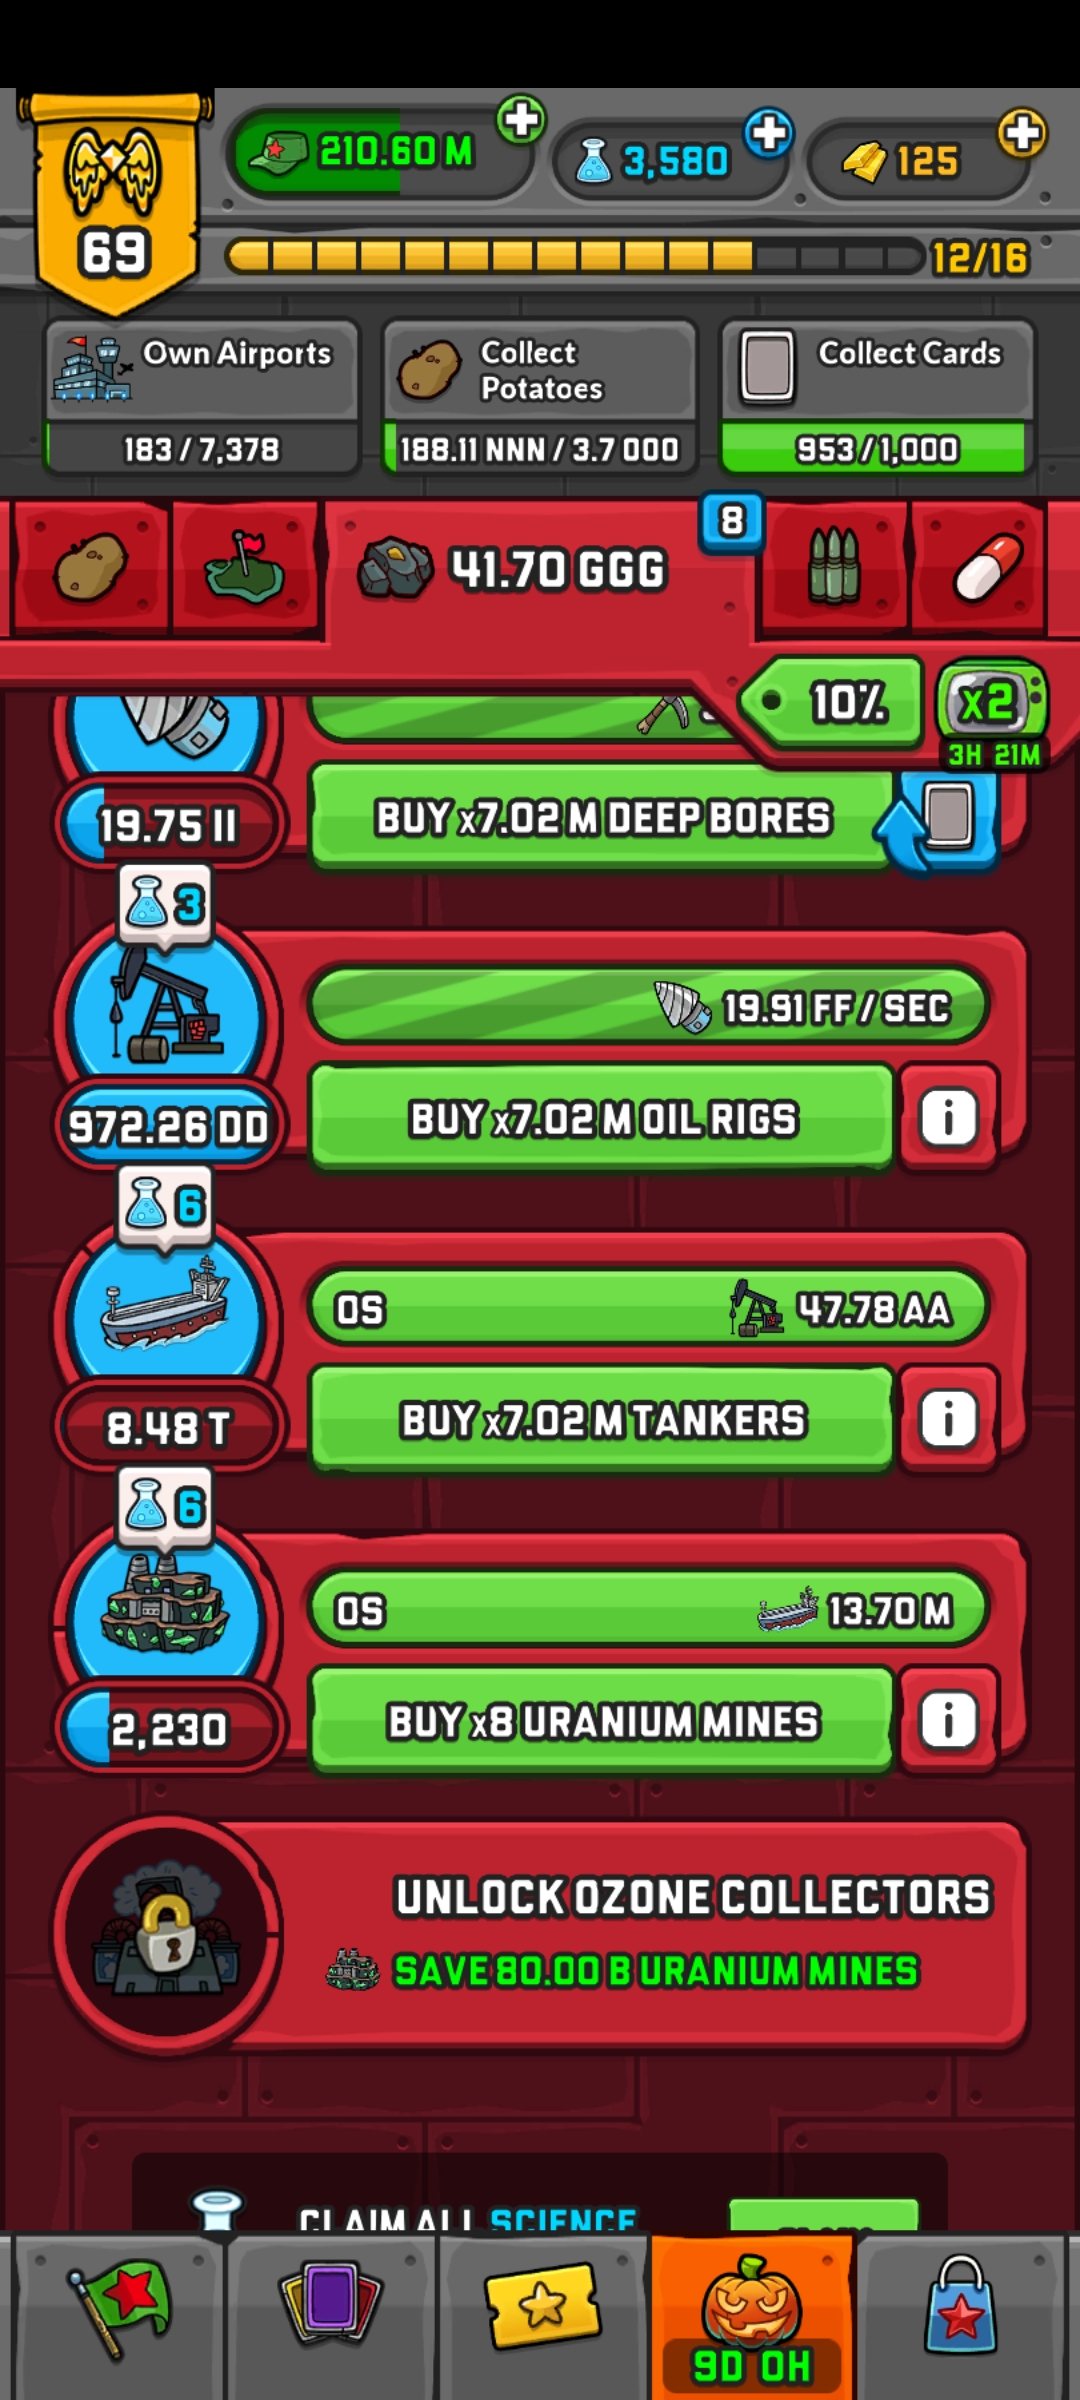 210.60 M
3,580
125
69
12/16
Own Airports
183 / 7,378
Collect
Potatoes
188.11 NNN / 3.7 OOO
Collect Cards
953 / 1,000
41.70 GGG
8
10%
x2
3H 21M
19.75 II
BUY x7.02 M DEEP BORES
3
19.91 FF / SEC
972.26 DD
BUY x7.02 M OIL RIGS
i
6
0S
47.78 AA
8.48 T
BUY x7.02 M TANKERS
i
6
0S
13.70 M
2,230
BUY x8 URANIUM MINES
i
UNLOCK OZONE COLLECTORS
SAVE 80.00 B URANIUM MINES
CLAIM ALL SCIENCE
9D 0H